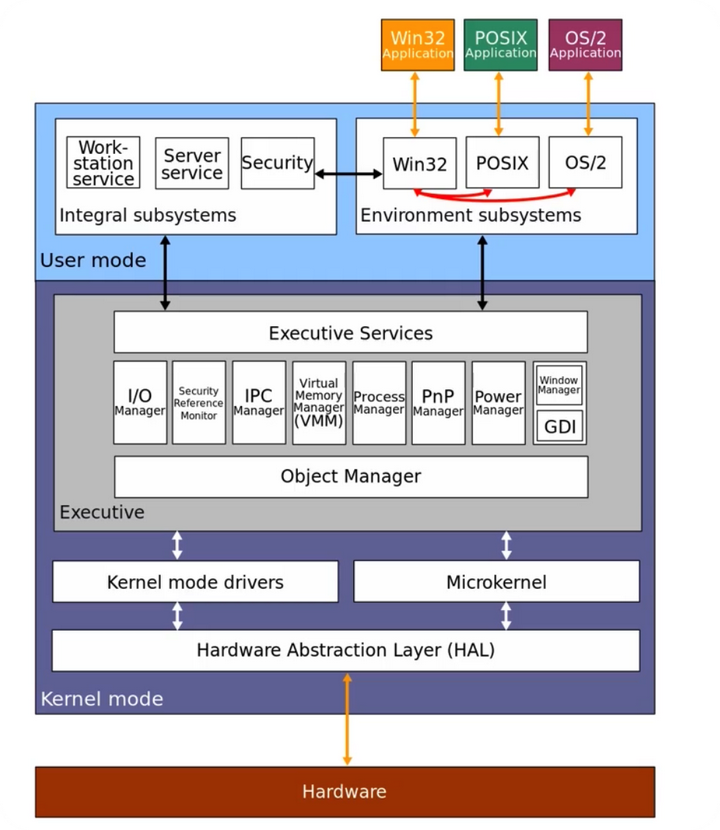 Win32
Application
POSIX
Application
OS/2
Application
Work-
station
service
Server
service
Security
Integral subsystems
Win32
POSIX
OS/2
Environment subsystems
User mode
Executive Services
I/O
Manager
Security
Reference
Monitor
IPC
Manager
Virtual
Memory
Manager
(VMM)
Process
Manager
PnP
Manager
Power
Manager
Window
Manager
GDI
Object Manager
Executive
Kernel mode drivers
Microkernel
Hardware Abstraction Layer (HAL)
Kernel mode
Hardware